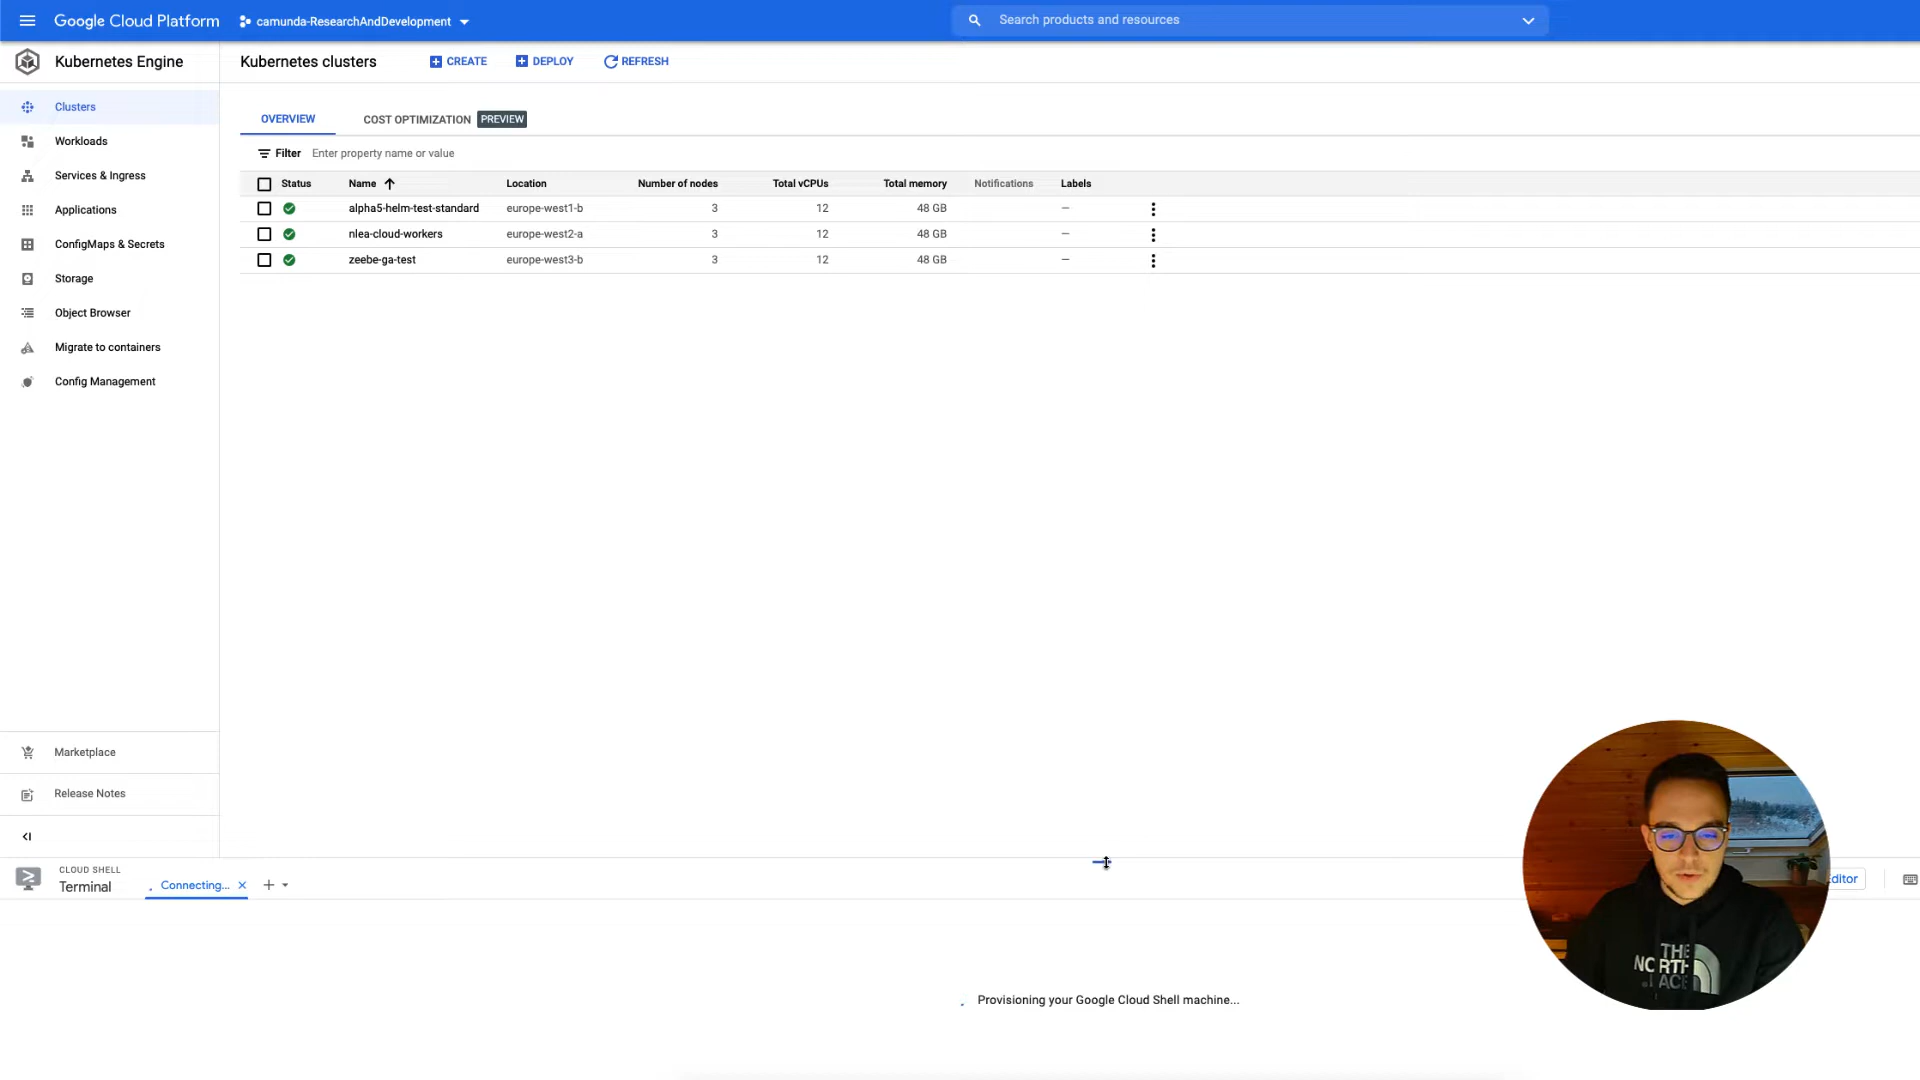 Google Cloud Platform
camunda-ResearchAndDevelopment
Search products and resources
Kubernetes Engine
Kubernetes clusters
CREATE
DEPLOY
REFRESH
Clusters
Workloads
Services & Ingress
Applications
ConfigMaps & Secrets
Storage
Object Browser
Migrate to containers
Config Management
OVERVIEW
COST OPTIMIZATION PREVIEW
Filter Enter property name or value
Status Name Location Number of nodes Total vCPUs Total memory Notifications Labels
alpha5-helm-test-standard europe-west1-b 3 12 48 GB –
nlea-cloud-workers europe-west2-a 3 12 48 GB –
zeebe-ga-test europe-west3-b 3 12 48 GB –
Marketplace
Release Notes
CLOUD SHELL
Terminal
Connecting...
ditor
Provisioning your Google Cloud Shell machine...
THE
NORTH